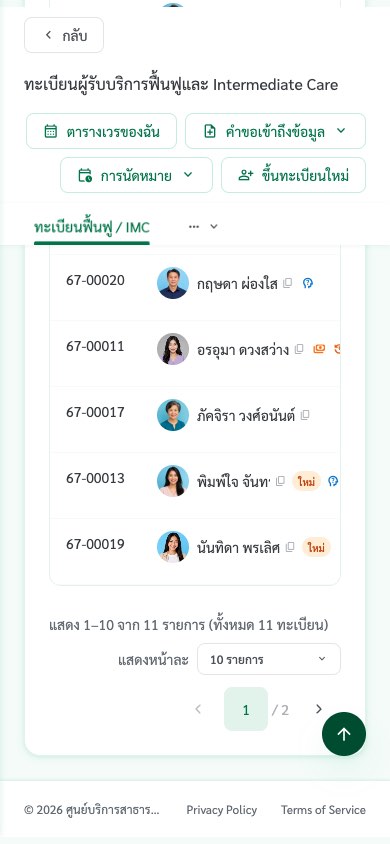 กลับ
ทะเบียนผู้รับบริการฟื้นฟูและ Intermediate Care
ตารางเวรของฉัน
คำขอเข้าถึงข้อมูล
การนัดหมาย
ขึ้นทะเบียนใหม่
ทะเบียนฟื้นฟู / IMC
67-00020 กฤษดา ผ่องใส
67-00011 อรอุมา ดวงสว่าง
67-00017 ภัคจิรา วงศ์อนันต์
67-00013 พิมพ์ใจ จันท ใหม่
67-00019 นันทิดา พรเลิศ ใหม่
แสดง 1–10 จาก 11 รายการ (ทั้งหมด 11 ทะเบียน)
แสดงหน้าละ 10 รายการ
1 / 2
© 2026 ศูนย์บริการสาธาร... Privacy Policy Terms of Service